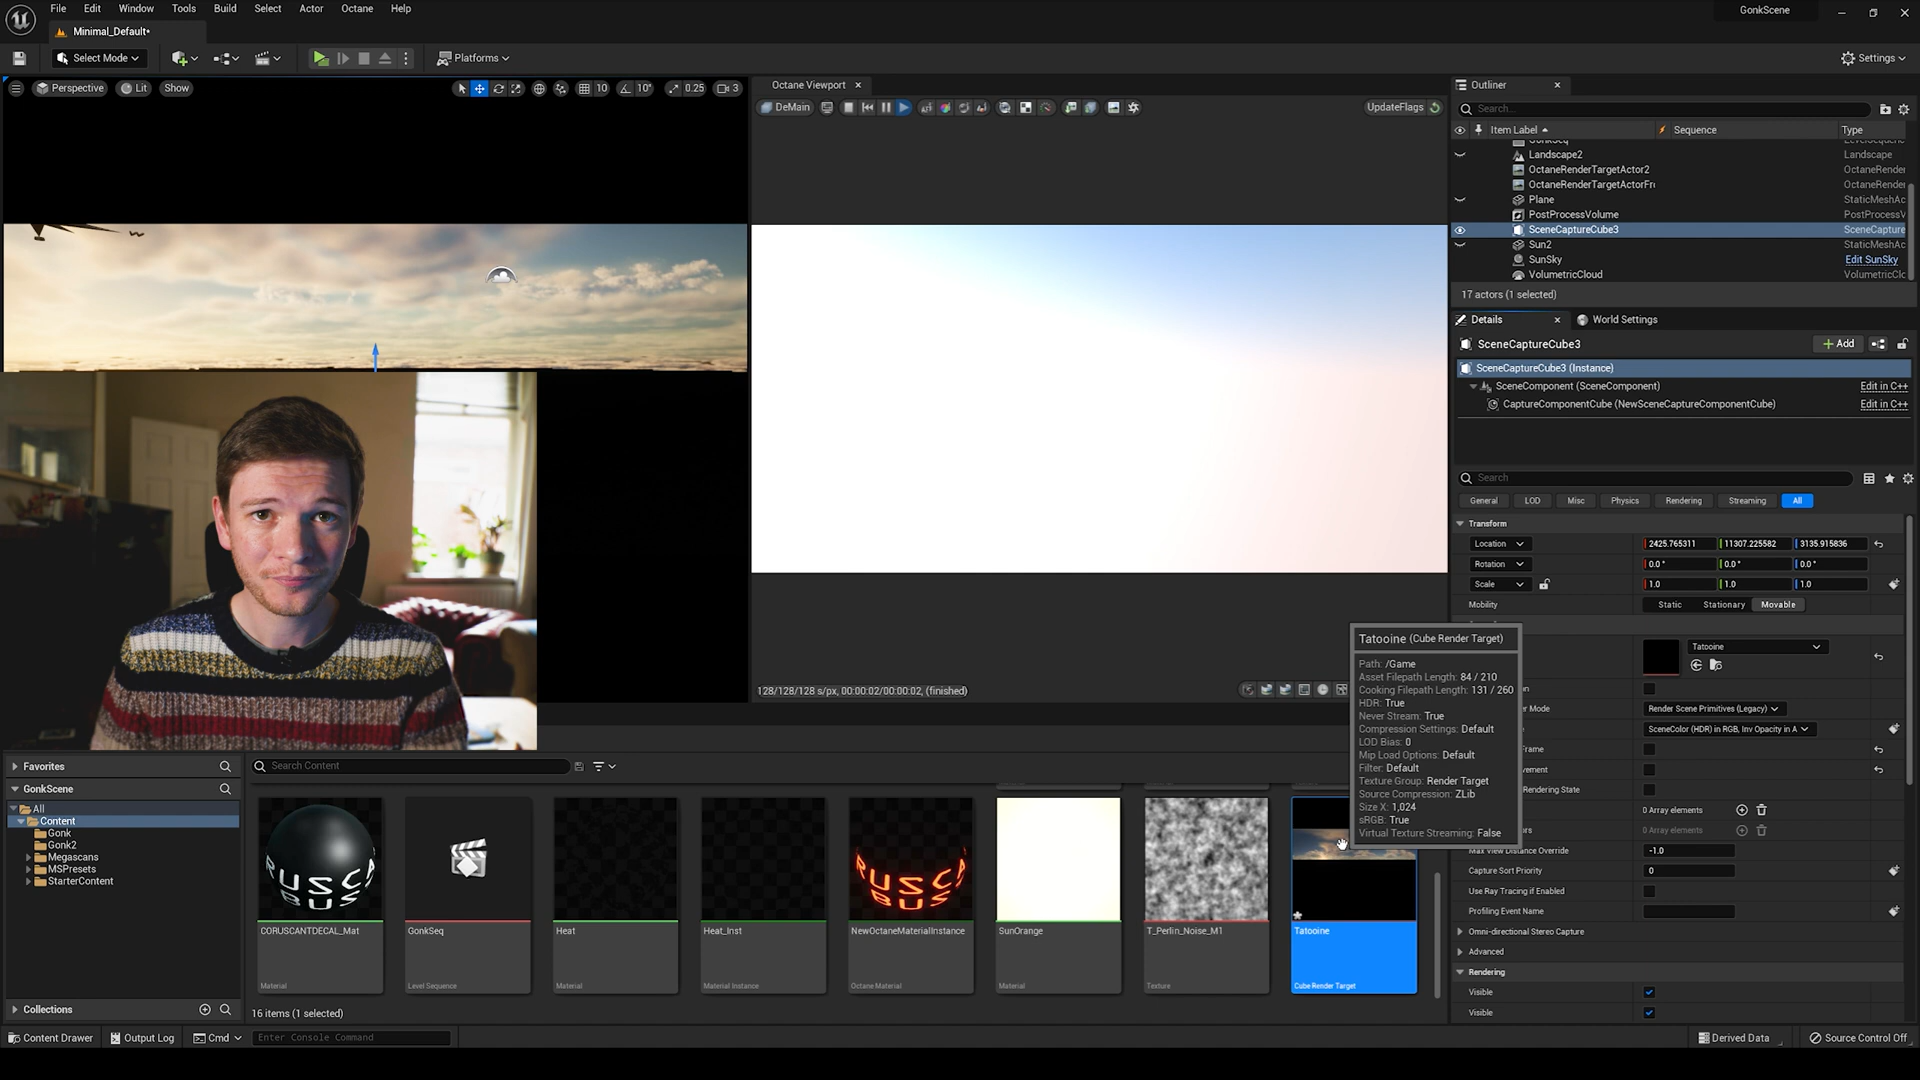 File Edit Window Tools Build Select Actor Octane Help
GonkScene
Minimal_Default•
Select Mode
Platforms
Settings
Perspective
Lit
Show
10
10°
0.25
3
Octane Viewport
DeMain
UpdateFlags
128/128/128 s/px, 00:00:02/00:00:02, (finished)
Outliner
Search...
Item Label
Sequence
Type
Landscape2
Landscape
OctaneRenderTargetActor2
OctaneRender
OctaneRenderTargetActorFr
OctaneRender
Plane
StaticMeshAc
PostProcessVolume
PostProcessV
SceneCaptureCube3
SceneCapture
Sun2
StaticMeshAc
SunSky
Edit SunSky
VolumetricCloud
VolumetricClc
17 actors (1 selected)
Details
World Settings
SceneCaptureCube3
Add
SceneCaptureCube3 (Instance)
SceneComponent (SceneComponent)
Edit in C++
CaptureComponentCube (NewSceneCaptureComponentCube)
Edit in C++
Search
General LOD Misc Physics Rendering Streaming All
Transform
Location 2425.765311 11307.225582 3135.915836
Rotation 0.0° 0.0° 0.0°
Scale 1.0 1.0 1.0
Mobility Static Stationary Movable
Tatooine
Render Scene Primitives (Legacy)
SceneColor (HDR) in RGB, Inv Opacity in A
0 Array elements
0 Array elements
Max View Distance Override -1.0
Capture Sort Priority 0
Use Ray Tracing if Enabled
Profiling Event Name
Omni-directional Stereo Capture
Advanced
Rendering
Visible
Visible
Tatooine (Cube Render Target)
Path: /Game
Asset Filepath Length: 84 / 210
Cooking Filepath Length: 131 / 260
HDR: True
Never Stream: True
Compression Settings: Default
LOD Bias: 0
Mip Load Options: Default
Filter: Default
Texture Group: Render Target
Source Compression: ZLib
Size X: 1,024
sRGB: True
Virtual Texture Streaming: False
Favorites
GonkScene
All
Content
Gonk
Gonk2
Megascans
MSPresets
StarterContent
Collections
Search Content
CORUSCANTDECAL_Mat
Material
GonkSeq
Level Sequence
Heat
Material
Heat_Inst
Material Instance
NewOctaneMaterialInstance
Octane Material
SunOrange
Material
T_Perlin_Noise_M1
Texture
Tatooine
Cube Render Target
16 items (1 selected)
Content Drawer
Output Log
Cmd
Enter Console Command
Derived Data
Source Control Off